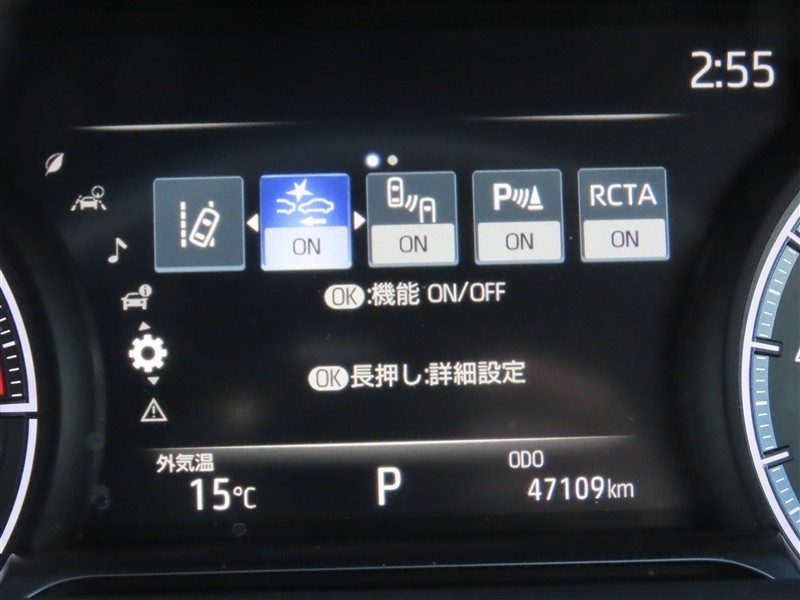 2:55
RCTA
ON ON ON ON
P
OK:機能 ON/OFF
OK長押し:詳細設定
外気温
15℃
P
ODO
47109km